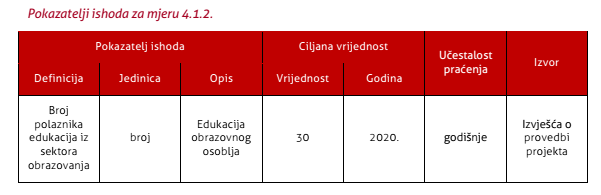 Pokazatelji ishoda za mjeru 4.1.2.
Pokazatelj ishoda
Ciljana vrijednost
Učestalost
praćenja
Izvor
Definicija
Jedinica
Opis
Vrijednost
Godina
Broj
polaznika
edukacija iz
sektora
obrazovanja
broj
Edukacija
obrazovnog
osoblja
30
2020.
godišnje
Izvješća o
provedbi
projekta